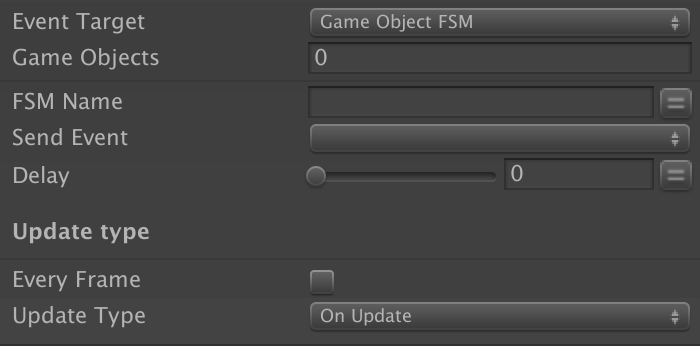 Event Target Game Object FSM
Game Objects 0
FSM Name
Send Event
Delay 0
Update type
Every Frame
Update Type On Update